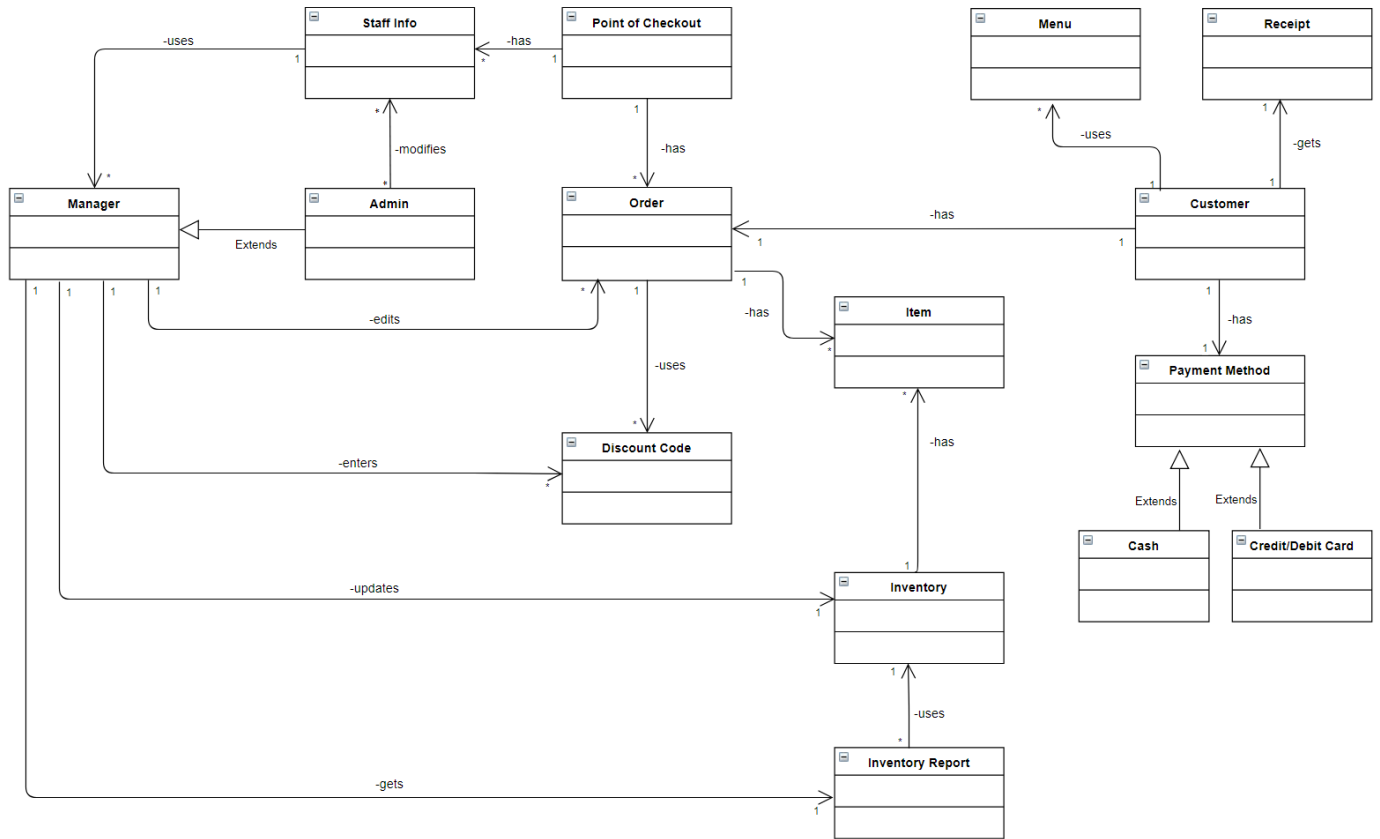 Staff Info
Point of Checkout
Menu
Receipt
-uses
1
-has
* 1
1
* 1
-modifies
*
-has
*
*
-uses
1
1
-gets
1
*
Manager
Admin
Order
Customer
Extends
-has
1 1
1 1 1 1
-edits
*
1
1
-has
*
Item
1
-has
1
Payment Method
-uses
*
Discount Code
-enters
*
*
-has
1
Extends
Extends
Cash
Credit/Debit Card
Inventory
-updates
1
1
-uses
*
Inventory Report
-gets
1